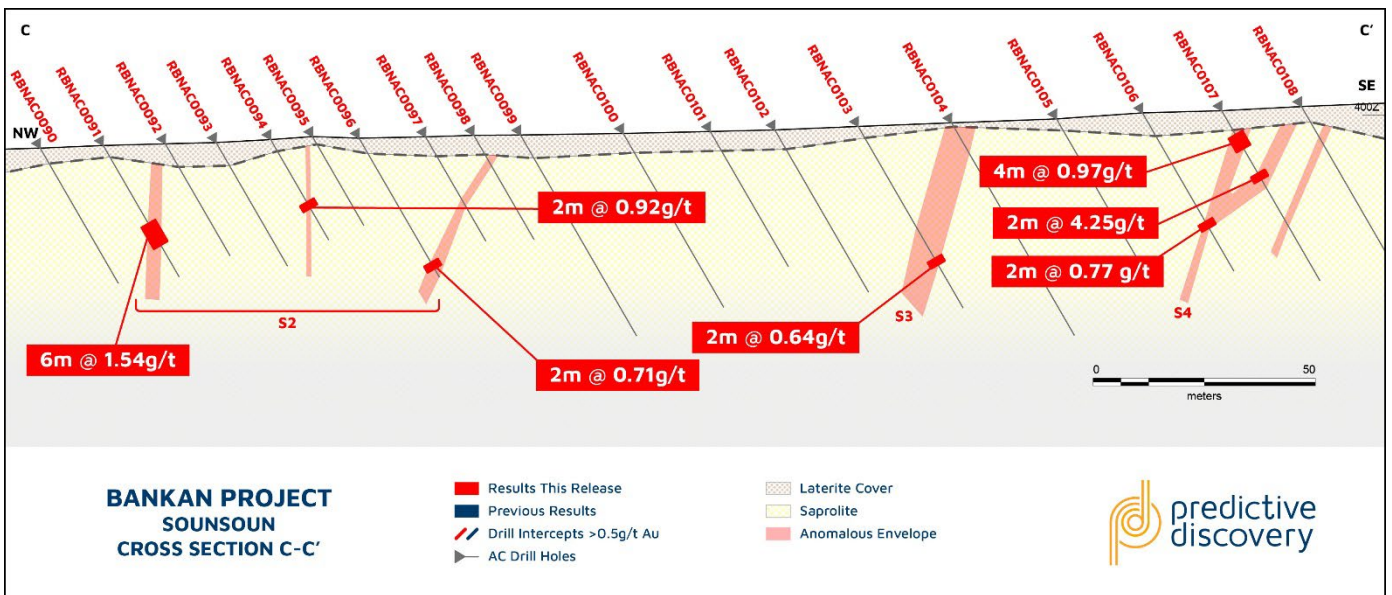 C
C'
RBNAC0090
RBNAC0091
RBNAC0092
RBNAC0093
RBNAC0094
RBNAC0095
RBNAC0096
RBNAC0097
RBNAC0098
RBNAC0099
RBNAC0100
RBNAC0101
RBNAC0102
RBNAC0103
RBNAC0104
RBNAC0105
RBNAC0106
RBNAC0107
RBNAC0108
NW
SE
400Z
4m @ 0.97g/t
2m @ 0.92g/t
2m @ 4.25g/t
2m @ 0.77 g/t
S2
S3
S4
2m @ 0.64g/t
6m @ 1.54g/t
2m @ 0.71g/t
0 50
meters
BANKAN PROJECT
SOUNSOUN
CROSS SECTION C-C'
Results This Release
Previous Results
Drill Intercepts >0.5g/t Au
AC Drill Holes
Laterite Cover
Saprolite
Anomalous Envelope
predictive
discovery